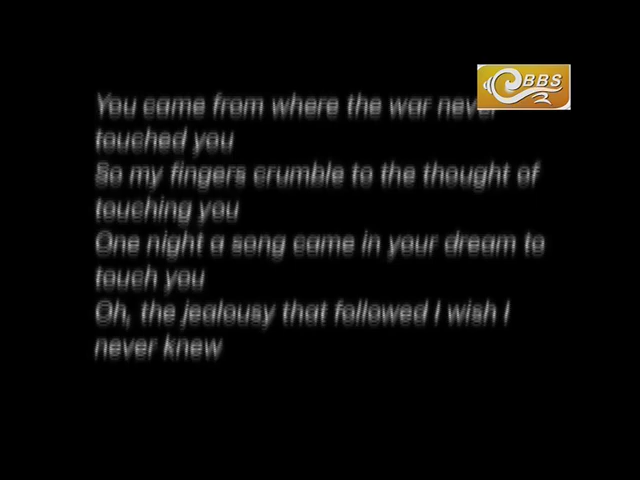 BBS
2
You came from where the war never
touched you
So my fingers crumble to the thought of
touching you
One night a song came in your dream to
touch you
Oh, the jealousy that followed I wish I
never knew